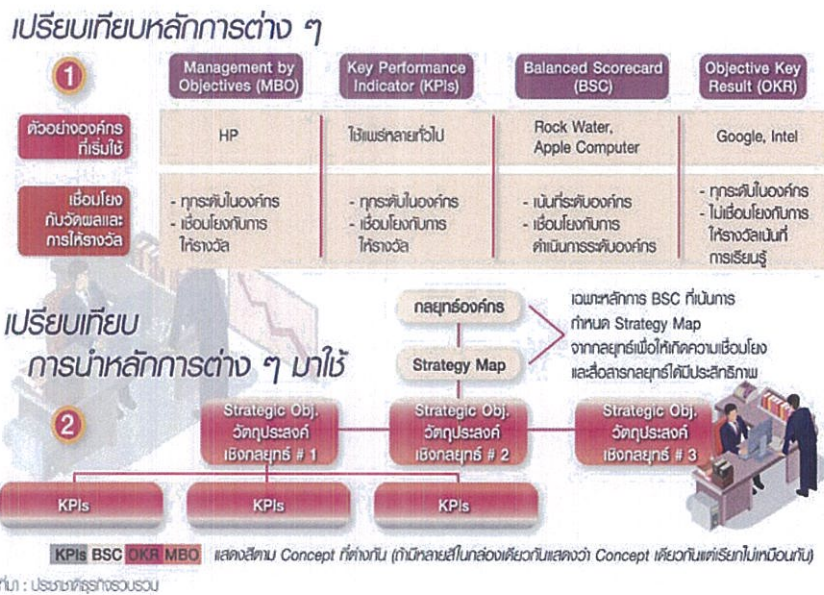 เปรียบเทียบหลักการต่าง ๆ
1
Management by
Objectives (MBO)
Key Performance
Indicator (KPIs)
Balanced Scorecard
(BSC)
Objective Key
Result (OKR)
ตัวอย่างองค์กร
ที่เริ่มใช้
HP
ใช้แพร่หลายทั่วไป
Rock Water,
Apple Computer
Google, Intel
เชื่อมโยง
กับวัดผลและ
การให้รางวัล
- ทุกระดับในองค์กร
- เชื่อมโยงกับการ
ให้รางวัล
- ทุกระดับในองค์กร
- เชื่อมโยงกับการ
ให้รางวัล
- เน้นที่ระดับองค์กร
- เชื่อมโยงกับการ
ดำเนินการระดับองค์กร
- ทุกระดับในองค์กร
- ไม่เชื่อมโยงกับการ
ให้รางวัลเน้นที่
การเรียนรู้
เปรียบเทียบ
การนำหลักการต่าง ๆ มาใช้
2
กลยุทธ์องค์กร
Strategy Map
เฉพาะหลักการ BSC ที่เน้นการ
กำหนด Strategy Map
จากกลยุทธ์เพื่อให้เกิดความเชื่อมโยง
และสื่อสารกลยุทธ์ได้มีประสิทธิภาพ
Strategic Obj.
วัตถุประสงค์
เชิงกลยุทธ์ # 1
Strategic Obj.
วัตถุประสงค์
เชิงกลยุทธ์ # 2
Strategic Obj.
วัตถุประสงค์
เชิงกลยุทธ์ # 3
KPIs
KPIs
KPIs
KPIs BSC OKR MBO แสดงสีตาม Concept ที่ต่างกัน (ถ้ามีหลายสีในกล่องเดียวกันแสดงว่า Concept เดียวกันแต่เรียกไม่เหมือนกัน)
ที่มา : ประชาชาติธุรกิจรวบรวม